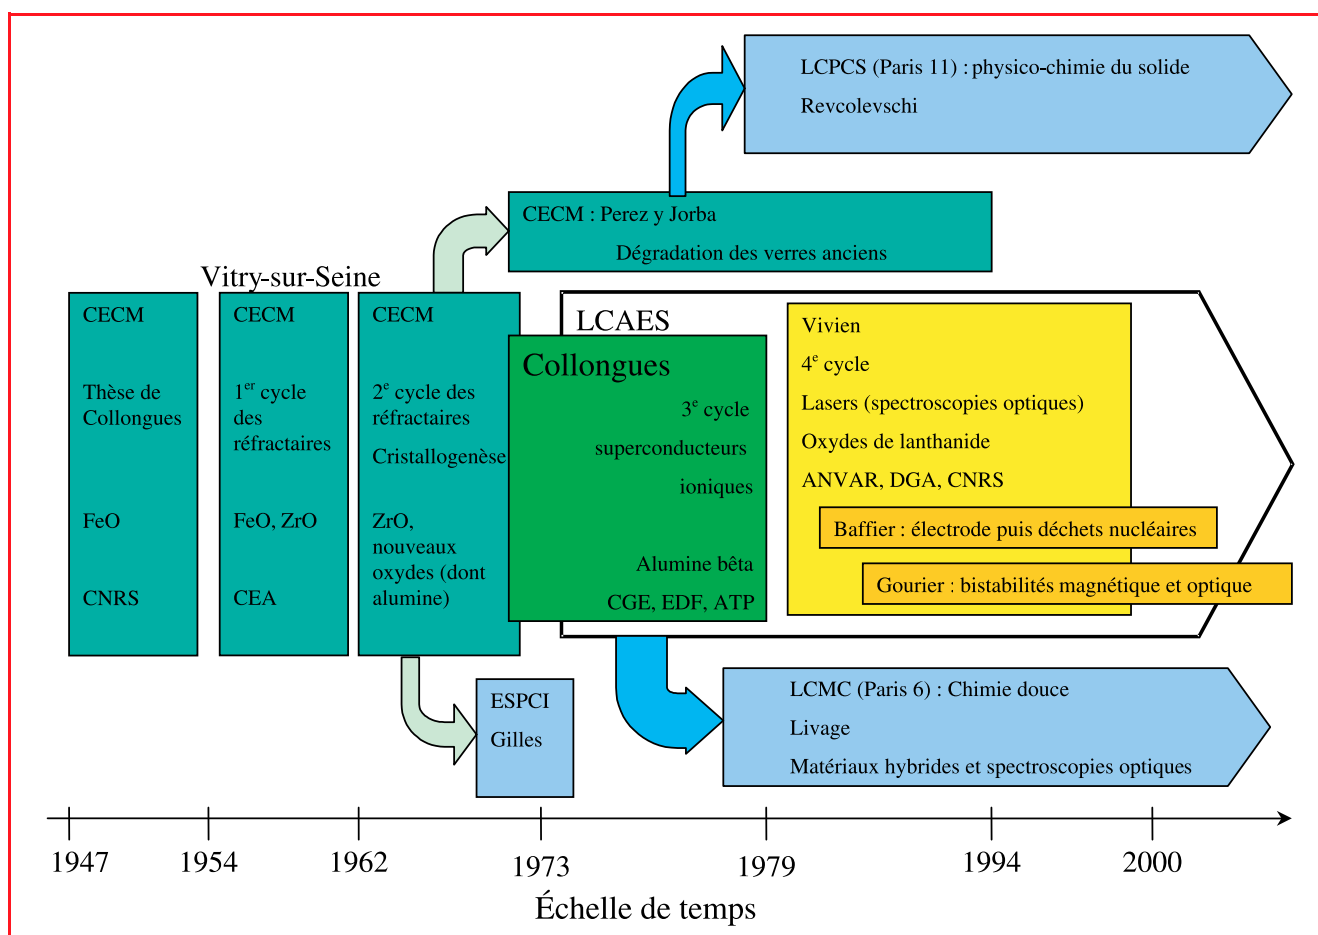 LCPCS (Paris 11) : physico-chimie du solide
Revcolevschi
CECM : Perez y Jorba
Dégradation des verres anciens
Vitry-sur-Seine
CECM
Thèse de
Collongues
FeO
CNRS
CECM
1er cycle
des
réfractaires
FeO, ZrO
CEA
CECM
2e cycle des
réfractaires
Cristallogenèse
ZrO,
nouveaux
oxydes (dont
alumine)
LCAES
Collongues
3e cycle
superconducteurs
ioniques
Alumine bêta
CGE, EDF, ATP
Vivien
4e cycle
Lasers (spectroscopies optiques)
Oxydes de lanthanide
ANVAR, DGA, CNRS
Baffier : électrode puis déchets nucléaires
Gourier : bistabilités magnétique et optique
ESPCI
Gilles
LCMC (Paris 6) : Chimie douce
Livage
Matériaux hybrides et spectroscopies optiques
1947 1954 1962 1973 1979 1994 2000
Échelle de temps